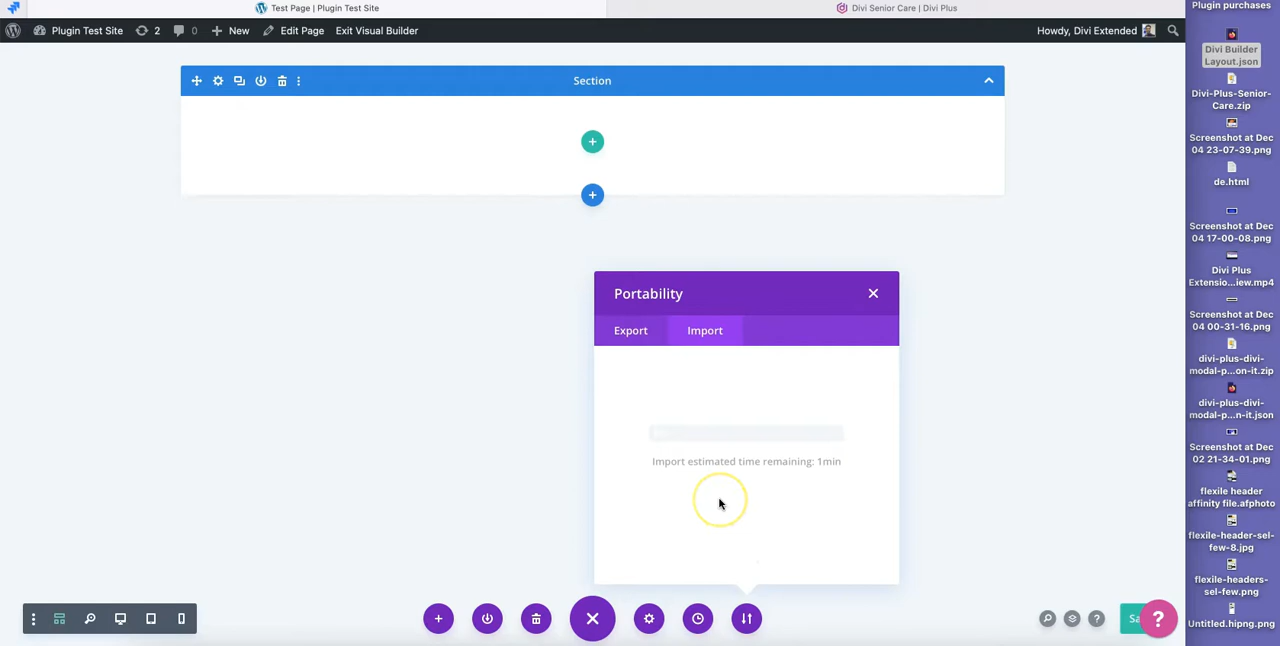 Test Page | Plugin Test Site
Divi Senior Care | Divi Plus
Plugin purchases
Plugin Test Site
2
0
New
Edit Page
Exit Visual Builder
Howdy, Divi Extended
Divi Builder
Layout.json
Section
Divi-Plus-Senior-
Care.zip
Screenshot at Dec
04 23-07-39.png
de.html
Screenshot at Dec
04 17-00-08.png
Divi Plus
Extensio...iew.mp4
Portability
Export
Import
Screenshot at Dec
04 00-31-16.png
divi-plus-divi-
modal-p...on-it.zip
divi-plus-divi-
modal-p...n-it.json
Import estimated time remaining: 1min
Screenshot at Dec
02 21-34-01.png
flexile header
affinity file.afphoto
flexile-header-sel-
few-8.jpg
flexile-headers-
sel-few.png
Untitled.hipng.png
?
?